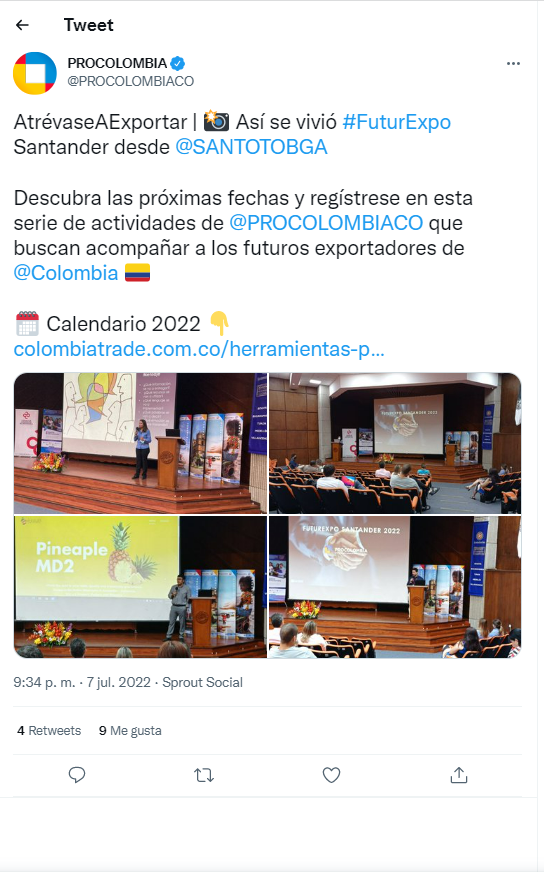 Tweet
PROCOLOMBIA
@PROCOLOMBIACO
AtrévaseAExportar | Así se vivió #FuturExpo
Santander desde @SANTOTOBGA
Descubra las próximas fechas y regístrese en esta
serie de actividades de @PROCOLOMBIACO que
buscan acompañar a los futuros exportadores de
@Colombia
Calendario 2022
colombiatrade.com.co/herramientas-p...
FUTUREXPO SANTANDER 2022
Pineaple
MD2
FUTUREXPO SANTANDER 2022
PROCOLOMBIA
9:34 p. m. · 7 jul. 2022 · Sprout Social
4 Retweets 9 Me gusta